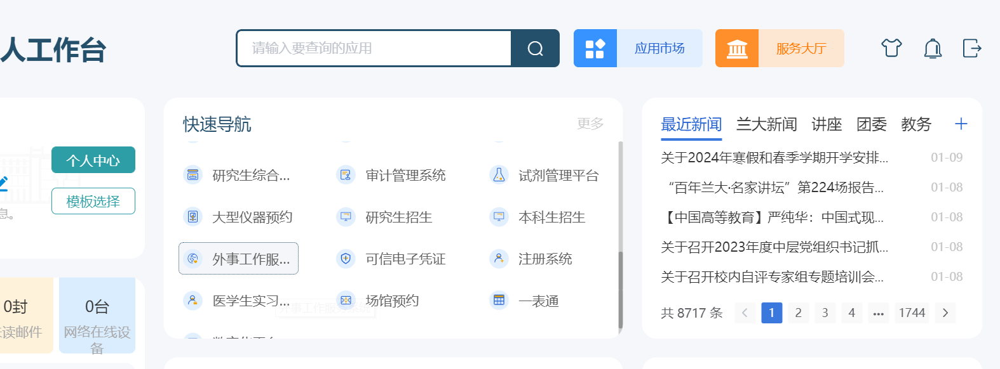 人工作台
请输入要查询的应用
应用市场
服务大厅
个人中心
模板选择
息。
0封
读邮件
0台
网络在线设
备
快速导航
更多
研究生综合...
审计管理系统
试剂管理平台
大型仪器预约
研究生招生
本科生招生
外事工作服...
可信电子凭证
注册系统
医学生实习...
场馆预约
一表通
外事工作服务系统
最近新闻
兰大新闻
讲座
团委
教务
关于2024年寒假和春季学期开学安排...
01-09
“百年兰大·名家讲坛”第224场报告...
01-08
【中国高等教育】严纯华：中国式现...
01-08
关于召开2023年度中层党组织书记抓...
01-08
关于召开校内自评专家组专题培训会...
01-08
共 8717 条
1
2
3
4
...
1744